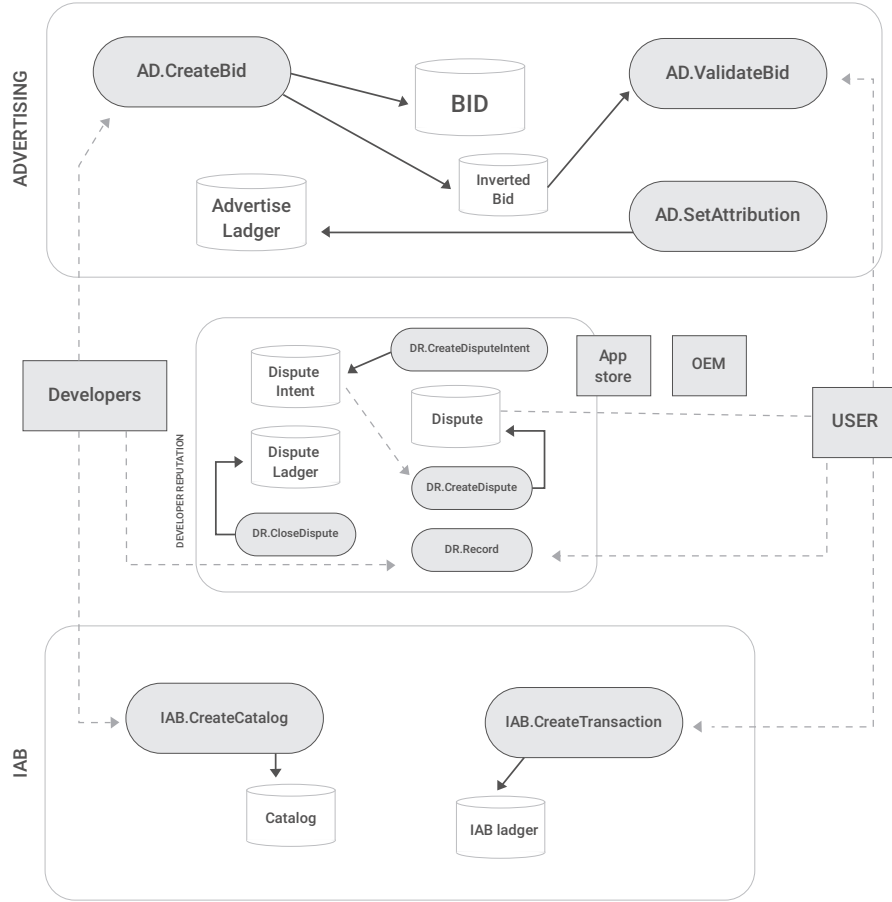 ADVERTISING
AD.CreateBid
BID
AD.ValidateBid
Inverted
Bid
Advertise
Ladger
AD.SetAttribution
Developers
DEVELOPER REPUTATION
Dispute
Intent
DR.CreateDisputeIntent
Dispute
Dispute
Ladger
DR.CreateDispute
DR.CloseDispute
DR.Record
App
store
OEM
USER
IAB
IAB.CreateCatalog
IAB.CreateTransaction
Catalog
IAB ledger